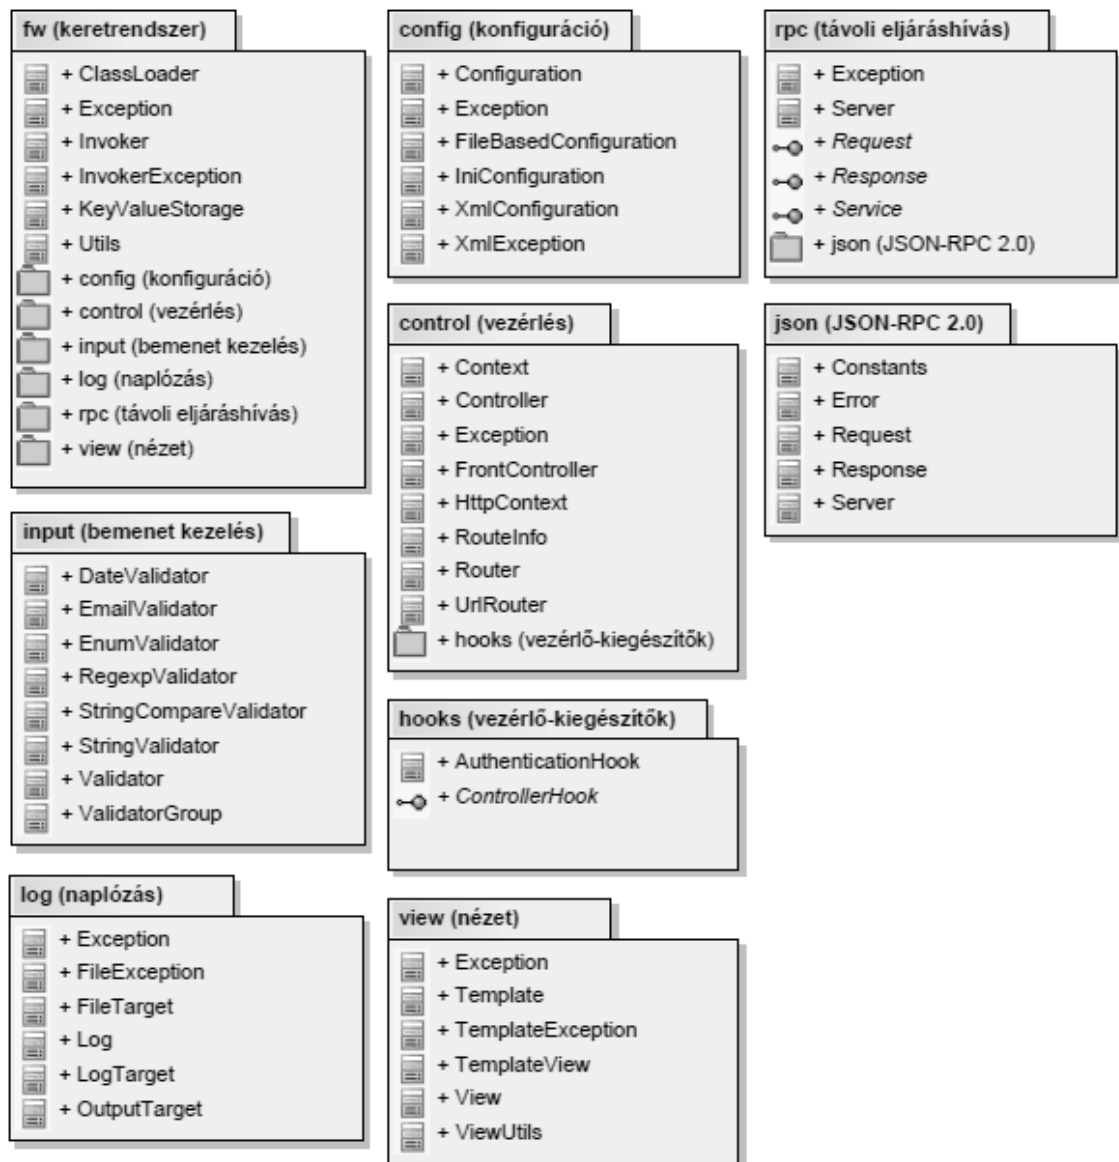 fw (keretrendszer)
+ ClassLoader
+ Exception
+ Invoker
+ InvokerException
+ KeyValueStorage
+ Utils
+ config (konfiguráció)
+ control (vezérlés)
+ input (bemenet kezelés)
+ log (naplózás)
+ rpc (távoli eljáráshívás)
+ view (nézet)
input (bemenet kezelés)
+ DateValidator
+ EmailValidator
+ EnumValidator
+ RegexpValidator
+ StringCompareValidator
+ StringValidator
+ Validator
+ ValidatorGroup
log (naplózás)
+ Exception
+ FileException
+ FileTarget
+ Log
+ LogTarget
+ OutputTarget
config (konfiguráció)
+ Configuration
+ Exception
+ FileBasedConfiguration
+ IniConfiguration
+ XmlConfiguration
+ XmlException
control (vezérlés)
+ Context
+ Controller
+ Exception
+ FrontController
+ HttpContext
+ RouteInfo
+ Router
+ UrlRouter
+ hooks (vezérlő-kiegészítők)
hooks (vezérlő-kiegészítők)
+ AuthenticationHook
+ ControllerHook
view (nézet)
+ Exception
+ Template
+ TemplateException
+ TemplateView
+ View
+ ViewUtils
rpc (távoli eljáráshívás)
+ Exception
+ Server
+ Request
+ Response
+ Service
+ json (JSON-RPC 2.0)
json (JSON-RPC 2.0)
+ Constants
+ Error
+ Request
+ Response
+ Server